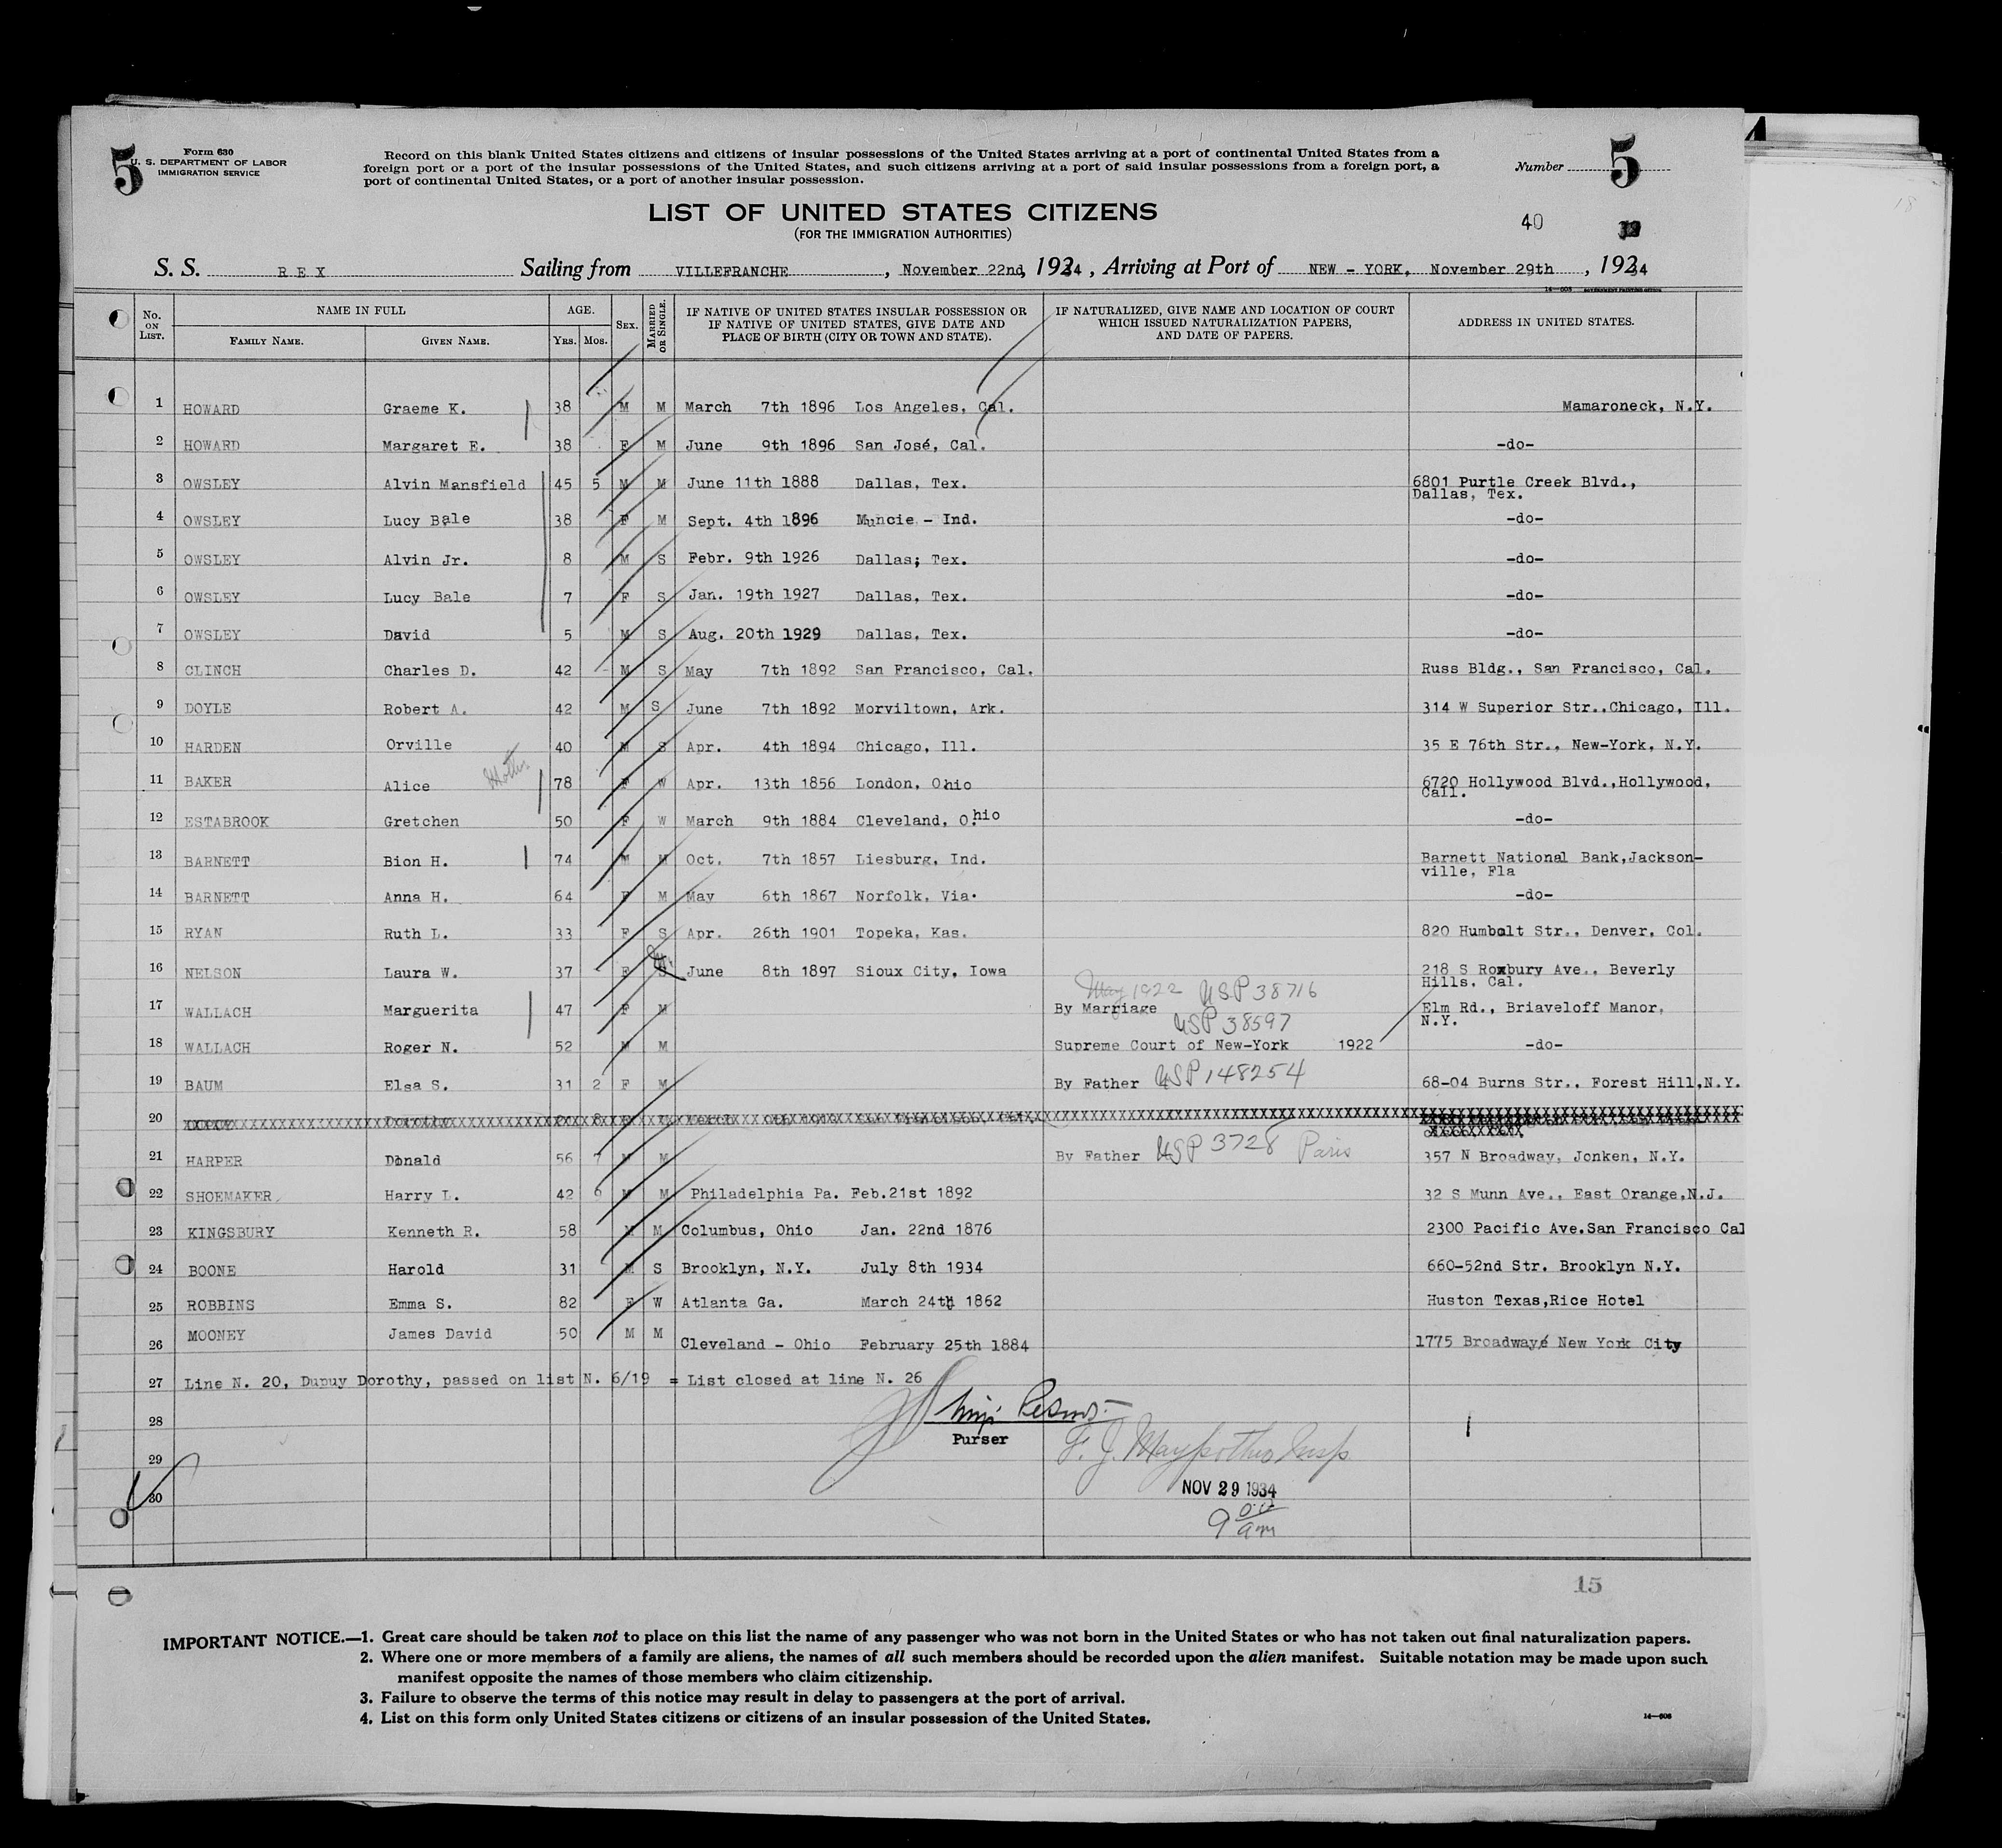 5
Form 630
U. S. DEPARTMENT OF LABOR
IMMIGRATION SERVICE
Record on this blank United States citizens and citizens of insular possessions of the United States arriving at a port of continental United States from a
foreign port or a port of the insular possessions of the United States, and such citizens arriving at a port of said insular possessions from a foreign port, a
port of continental United States, or a port of another insular possession.
Number 5
LIST OF UNITED STATES CITIZENS
(FOR THE IMMIGRATION AUTHORITIES)
40
S. S. REX Sailing from VILLEFRANCHE, November 22nd, 1934, Arriving at Port of NEW - YORK, November 29th, 1934
No. ON LIST. NAME IN FULL FAMILY NAME. GIVEN NAME. AGE. YRS. MOS. SEX. MARRIED OR SINGLE. IF NATIVE OF UNITED STATES INSULAR POSSESSION OR IF NATIVE OF UNITED STATES, GIVE DATE AND PLACE OF BIRTH (CITY OR TOWN AND STATE). IF NATURALIZED, GIVE NAME AND LOCATION OF COURT WHICH ISSUED NATURALIZATION PAPERS, AND DATE OF PAPERS. ADDRESS IN UNITED STATES.
1 HOWARD Graeme K. 38 M M March 7th 1896 Los Angeles, Cal. Mamaroneck, N.Y.
2 HOWARD Margaret E. 38 F M June 9th 1896 San José, Cal. -do-
3 OWSLEY Alvin Mansfield 45 5 M M June 11th 1888 Dallas, Tex. 6801 Purtle Creek Blvd.,
Dallas, Tex.
4 OWSLEY Lucy Bale 38 F M Sept. 4th 1896 Muncie - Ind. -do-
5 OWSLEY Alvin Jr. 8 M S Febr. 9th 1926 Dallas; Tex. -do-
6 OWSLEY Lucy Bale 7 F S Jan. 19th 1927 Dallas, Tex. -do-
7 OWSLEY David 5 M S Aug. 20th 1929 Dallas, Tex. -do-
8 CLINCH Charles D. 42 M S May 7th 1892 San Francisco, Cal. Russ Bldg., San Francisco, Cal.
9 DOYLE Robert A. 42 M S June 7th 1892 Morviltown, Ark. 314 W Superior Str.,Chicago, Ill.
10 HARDEN Orville 40 M S Apr. 4th 1894 Chicago, Ill. 35 E 76th Str., New-York, N.Y.
11 BAKER Alice Mother 78 F W Apr. 13th 1856 London, Ohio 6720 Hollywood Blvd.,Hollywood,
Cali.
12 ESTABROOK Gretchen 50 F W March 9th 1884 Cleveland, Ohio -do-
13 BARNETT Bion H. 74 M M Oct. 7th 1857 Liesburg, Ind. Barnett National Bank,Jackson-
ville, Fla
14 BARNETT Anna H. 64 F M May 6th 1867 Norfolk, Via. -do-
15 RYAN Ruth L. 33 F S Apr. 26th 1901 Topeka, Kas. 820 Humbolt Str., Denver, Col.
16 NELSON Laura W. 37 F S June 8th 1897 Sioux City, Iowa 218 S Roxbury Ave., Beverly
Hills, Cal.
May 1922 USP 38716
17 WALLACH Marguerita 47 F M By Marriage Elm Rd., Briaveloff Manor,
N.Y.
USP 38597
18 WALLACH Roger N. 52 M M Supreme Court of New-York 1922 -do-
19 BAUM Elsa S. 31 2 F M By Father USP 148254 68-04 Burns Str., Forest Hill,N.Y.
20 Dorothy
21 HARPER Donald 56 7 M M By Father USP 3728 Paris 357 N Broadway, Jonken, N.Y.
22 SHOEMAKER Harry L. 42 6 M M Philadelphia Pa. Feb.21st 1892 32 S Munn Ave., East Orange,N.J.
23 KINGSBURY Kenneth R. 58 M M Columbus, Ohio Jan. 22nd 1876 2300 Pacific Ave.San Francisco Cal
24 BOONE Harold 31 M S Brooklyn, N.Y. July 8th 1934 660-52nd Str. Brooklyn N.Y.
25 ROBBINS Emma S. 82 F W Atlanta Ga. March 24th 1862 Huston Texas,Rice Hotel
26 MOONEY James David 50 M M Cleveland - Ohio February 25th 1884 1775 Broadway New York City
27 Line N. 20, Dupuy Dorothy, passed on list N. 6/19 = List closed at line N. 26
28
Purser
29
NOV 29 1934
30
9 00 am
15
IMPORTANT NOTICE.—1. Great care should be taken not to place on this list the name of any passenger who was not born in the United States or who has not taken out final naturalization papers.
2. Where one or more members of a family are aliens, the names of all such members should be recorded upon the alien manifest. Suitable notation may be made upon such
manifest opposite the names of those members who claim citizenship.
3. Failure to observe the terms of this notice may result in delay to passengers at the port of arrival.
4. List on this form only United States citizens or citizens of an insular possession of the United States.